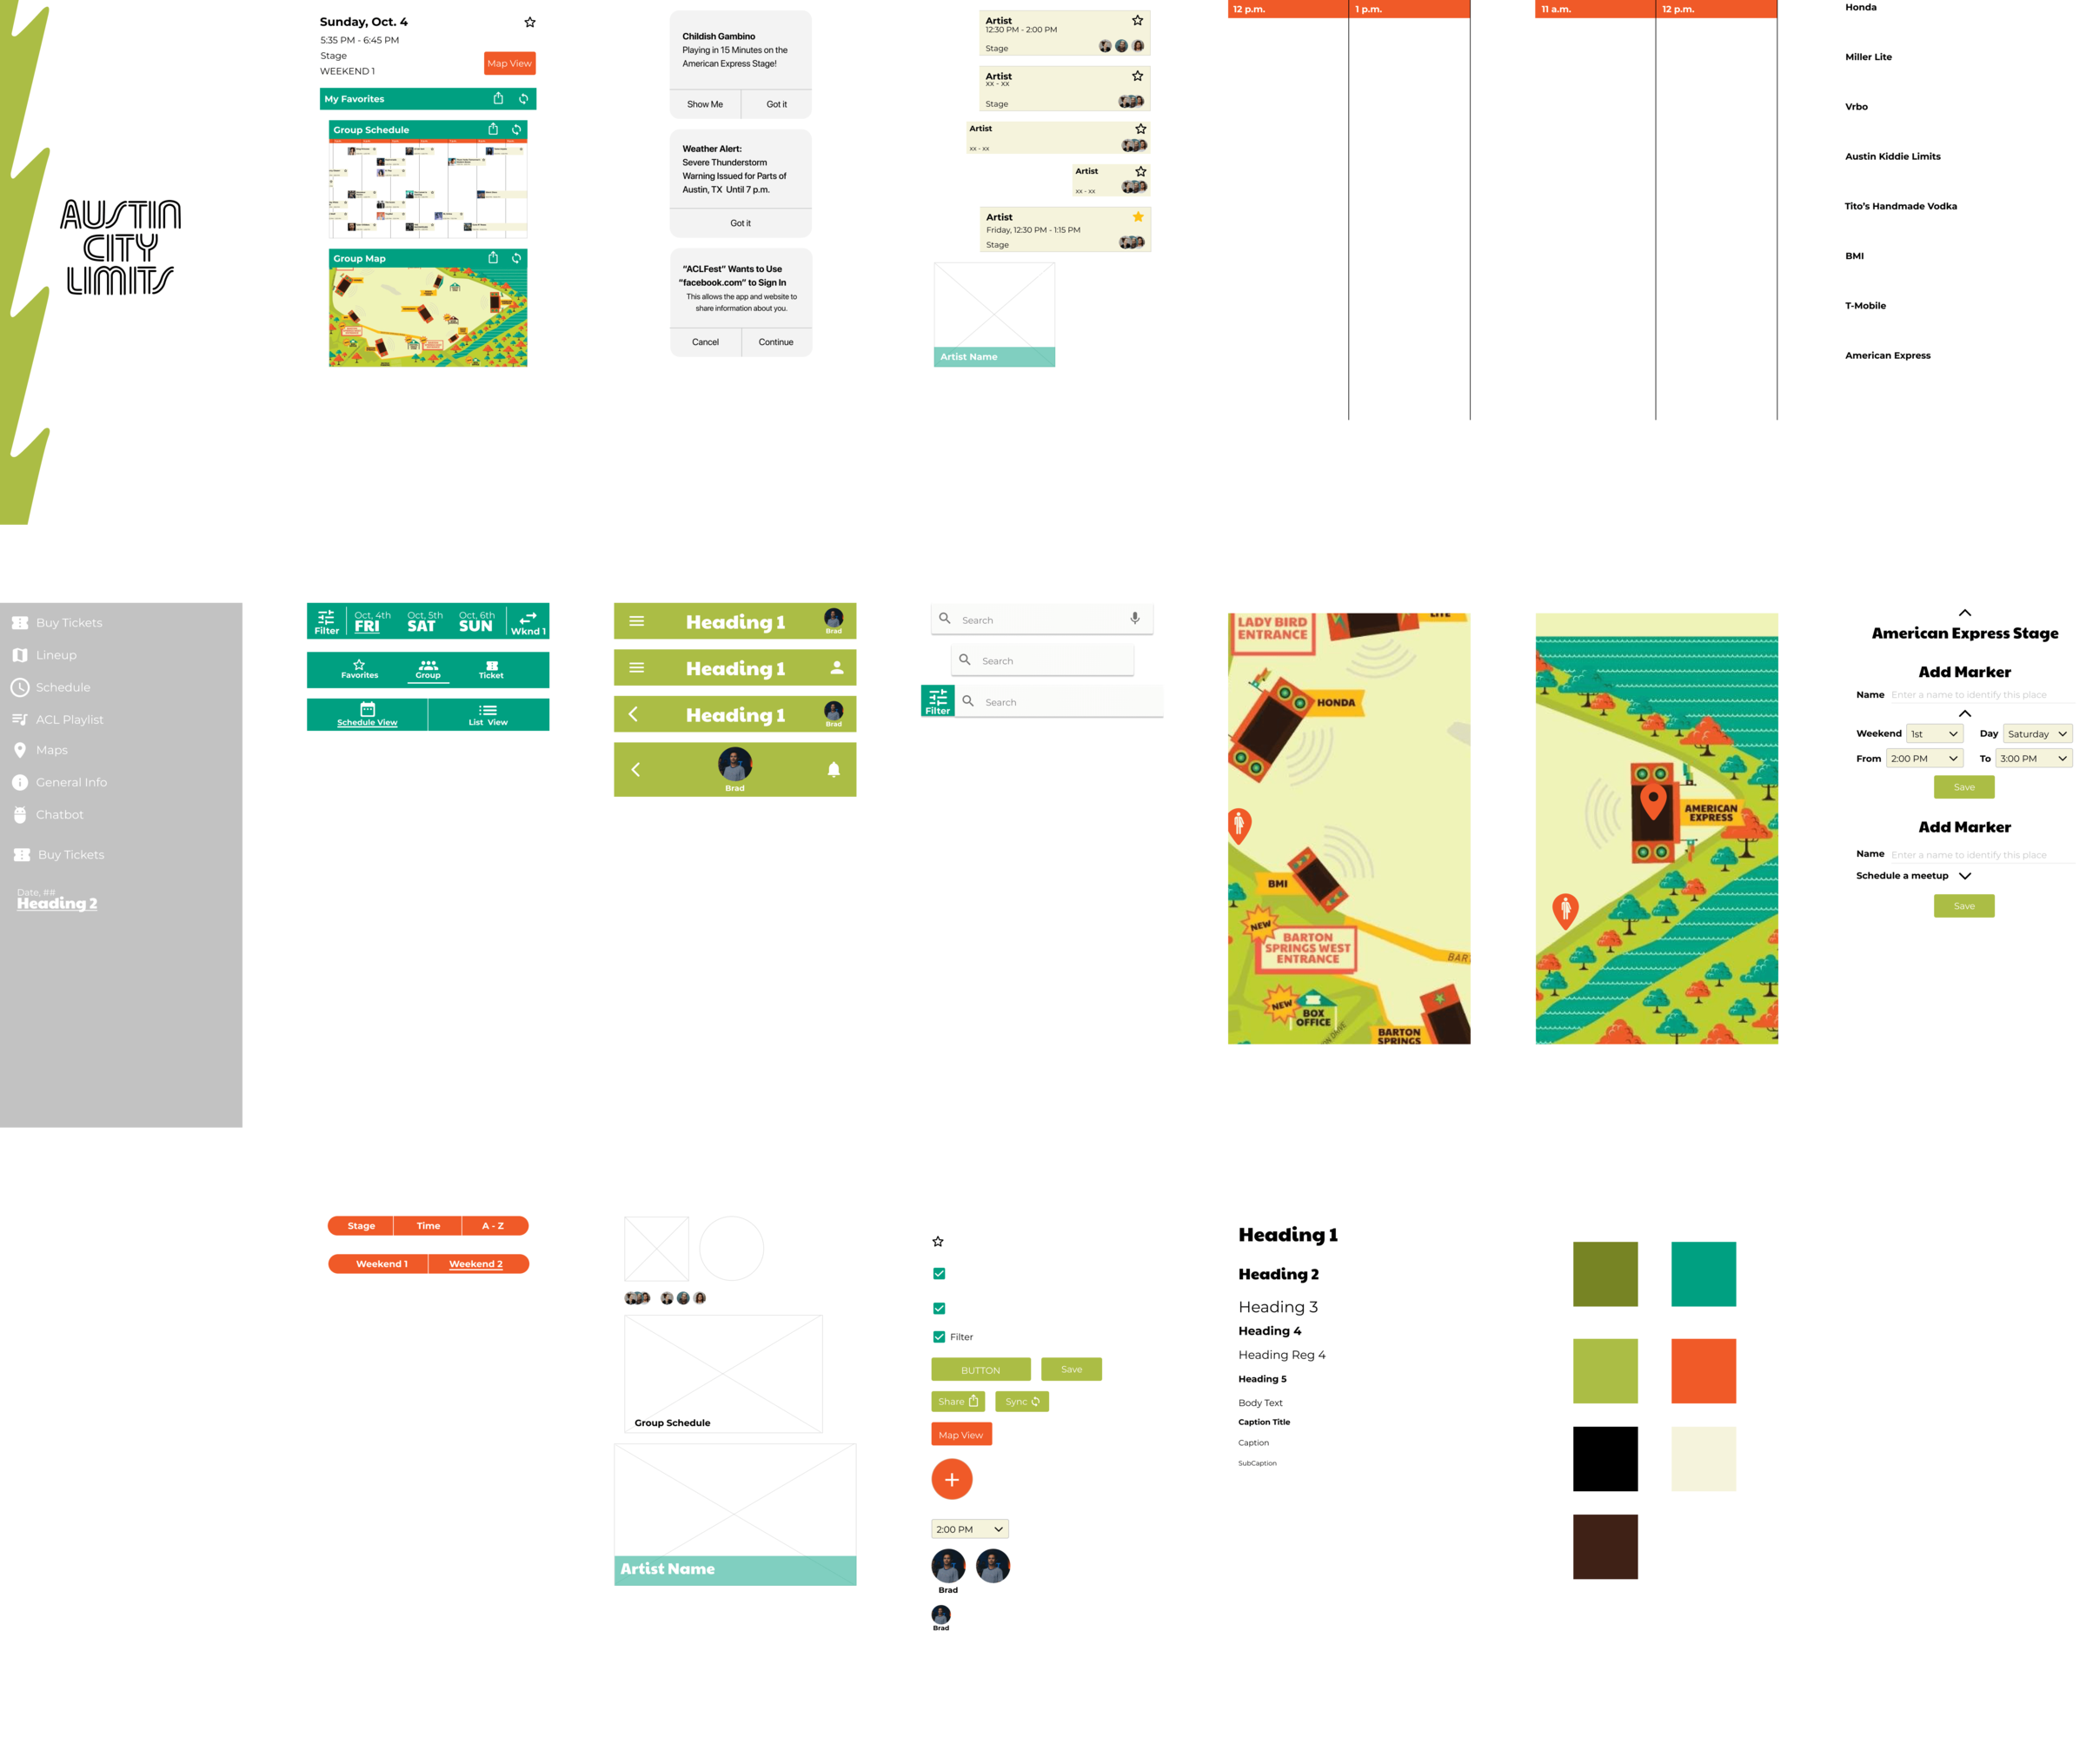 AUSTIN
CITY
LIMITS
Sunday, Oct. 4
5:35 PM - 6:45 PM
Stage
WEEKEND 1
Map View
My Favorites
Group Schedule
Group Map
Childish Gambino
Playing in 15 Minutes on the
American Express Stage!
Show Me
Got it
Weather Alert:
Severe Thunderstorm
Warning Issued for Parts of
Austin, TX Until 7 p.m.
Got it
“ACLFest” Wants to Use
“facebook.com” to Sign In
This allows the app and website to
share information about you.
Cancel
Continue
Artist
12:30 PM - 2:00 PM
Stage
Artist
xx - xx
Stage
Artist
xx - xx
Artist
xx - xx
Artist
Friday, 12:30 PM - 1:15 PM
Stage
Artist Name
12 p.m.
1 p.m.
11 a.m.
12 p.m.
Honda
Miller Lite
Vrbo
Austin Kiddie Limits
Tito's Handmade Vodka
BMI
T-Mobile
American Express
Buy Tickets
Lineup
Schedule
ACL Playlist
Maps
General Info
Chatbot
Buy Tickets
Date, ##
Heading 2
Filter
Oct, 4th
FRI
Oct, 5th
SAT
Oct. 6th
SUN
Wknd 1
Favorites
Group
Ticket
Schedule View
List View
Heading 1
Brad
Heading 1
Heading 1
Brad
Brad
Search
Search
Filter
Search
LADY BIRD
ENTRANCE
LITE
HONDA
BMI
NEW
BARTON
SPRINGS WEST
ENTRANCE
BAR
NEW
BOX
OFFICE
BARTON
SPRINGS
AMERICAN
EXPRESS
American Express Stage
Add Marker
Name Enter a name to identify this place
Weekend 1st Day Saturday
From 2:00 PM To 3:00 PM
Save
Add Marker
Name Enter a name to identify this place
Schedule a meetup
Save
Stage
Time
A - Z
Weekend 1
Weekend 2
Group Schedule
Artist Name
Filter
BUTTON
Save
Share
Sync
Map View
2:00 PM
Brad
Brad
Heading 1
Heading 2
Heading 3
Heading 4
Heading Reg 4
Heading 5
Body Text
Caption Title
Caption
SubCaption